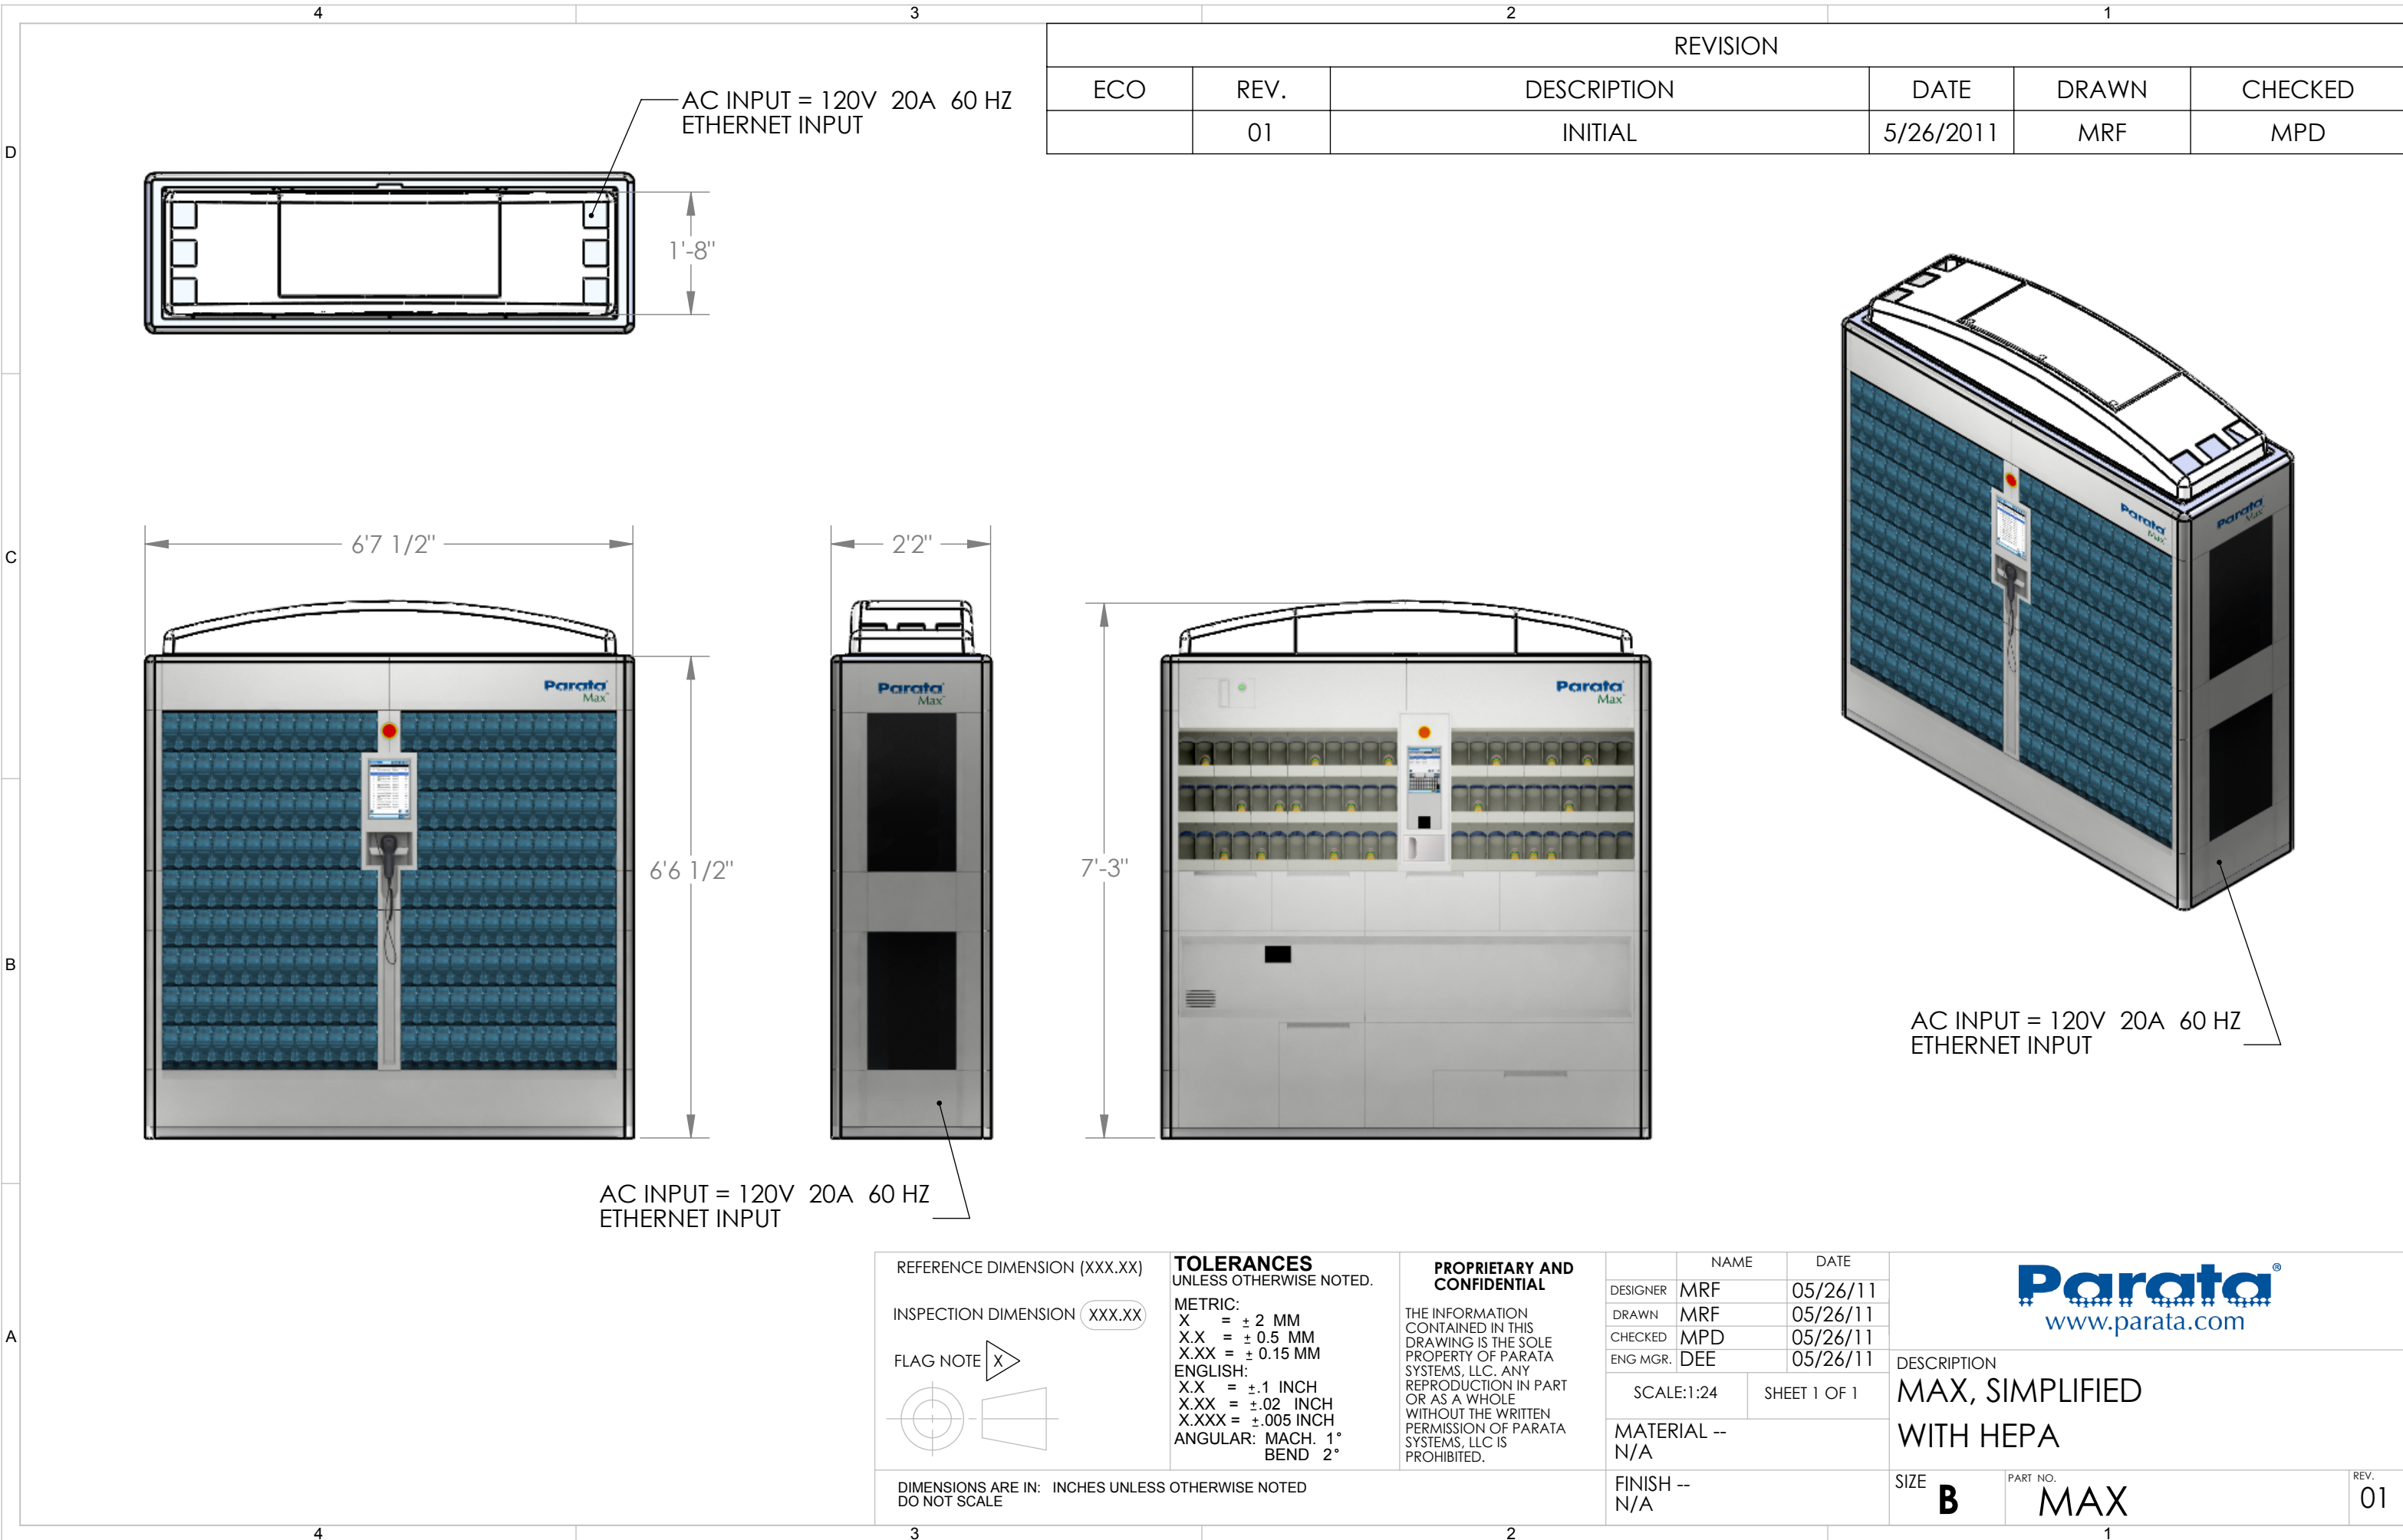 4 3 2 1
REVISION
ECO REV. DESCRIPTION DATE DRAWN CHECKED
01 INITIAL 5/26/2011 MRF MPD
D
AC INPUT = 120V 20A 60 HZ
ETHERNET INPUT
1'-8"
C
6'7 1/2"
2'2"
Parata
Max
Parata
Max
Parata
Max
Parata
Max
Parata
Max
6'6 1/2"
7'-3"
B
AC INPUT = 120V 20A 60 HZ
ETHERNET INPUT
AC INPUT = 120V 20A 60 HZ
ETHERNET INPUT
A
REFERENCE DIMENSION (XXX.XX)
INSPECTION DIMENSION XXX.XX
FLAG NOTE X
TOLERANCES
UNLESS OTHERWISE NOTED.
METRIC:
X = ± 2 MM
X.X = ± 0.5 MM
X.XX = ± 0.15 MM
ENGLISH:
X.X = ±.1 INCH
X.XX = ±.02 INCH
X.XXX = ±.005 INCH
ANGULAR: MACH. 1°
BEND 2°
PROPRIETARY AND
CONFIDENTIAL
THE INFORMATION
CONTAINED IN THIS
DRAWING IS THE SOLE
PROPERTY OF PARATA
SYSTEMS, LLC. ANY
REPRODUCTION IN PART
OR AS A WHOLE
WITHOUT THE WRITTEN
PERMISSION OF PARATA
SYSTEMS, LLC IS
PROHIBITED.
DIMENSIONS ARE IN: INCHES UNLESS OTHERWISE NOTED
DO NOT SCALE
NAME DATE
DESIGNER MRF 05/26/11
DRAWN MRF 05/26/11
CHECKED MPD 05/26/11
ENG MGR. DEE 05/26/11
SCALE:1:24 SHEET 1 OF 1
MATERIAL --
N/A
FINISH --
N/A
Parata®
www.parata.com
DESCRIPTION
MAX, SIMPLIFIED
WITH HEPA
SIZE B PART NO. MAX REV. 01
4 3 2 1